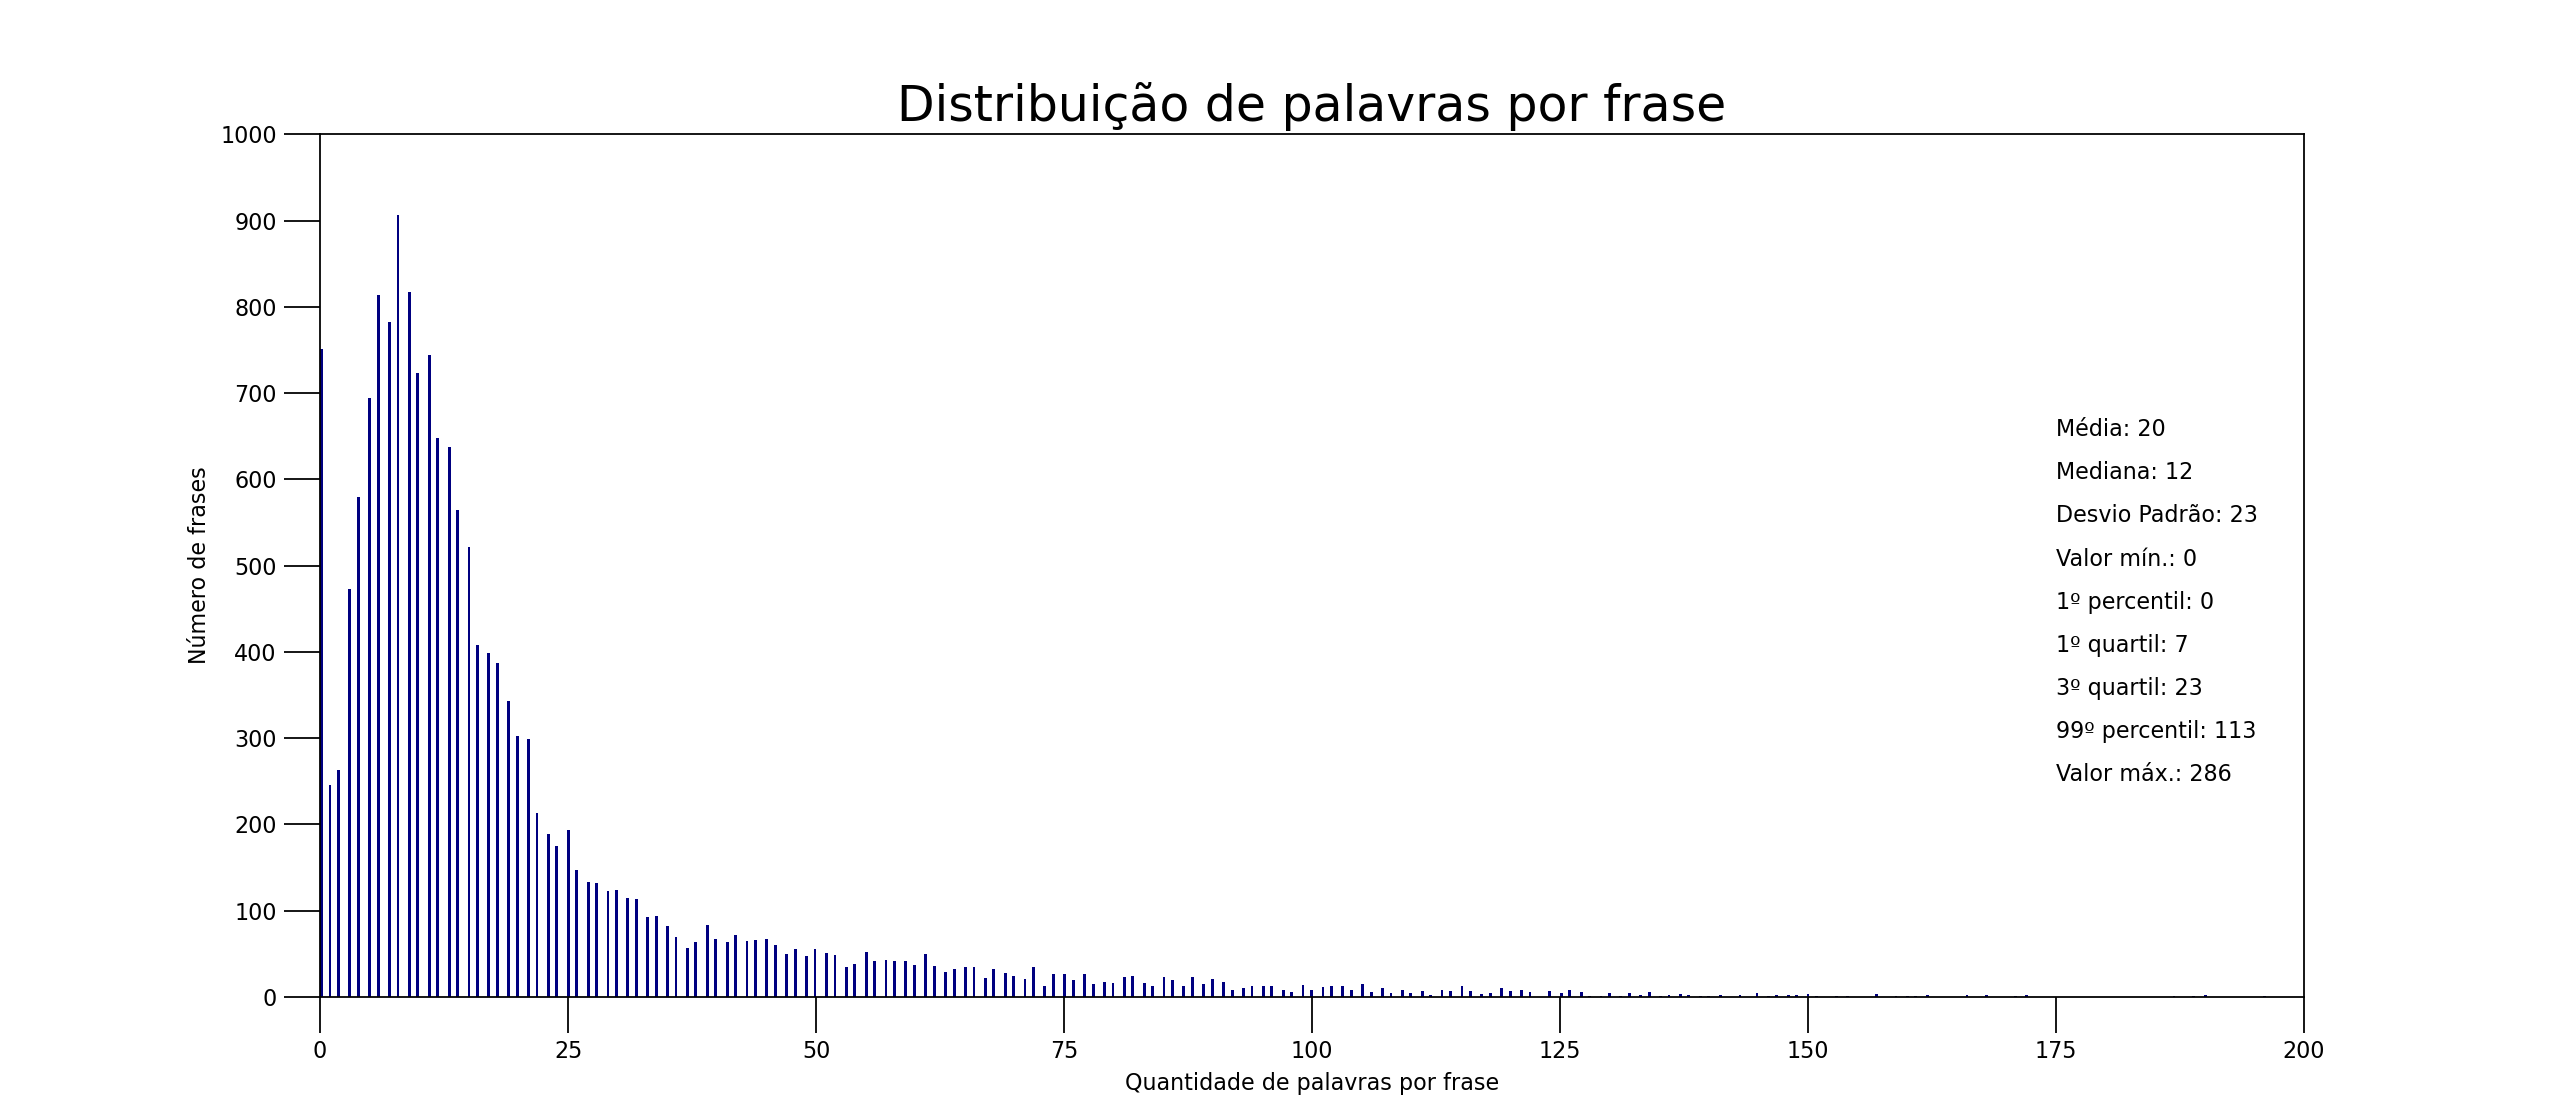 Distribuição de palavras por frase
1000
900
800
700
600
500
400
300
200
100
0
Número de frases
Média: 20
Mediana: 12
Desvio Padrão: 23
Valor mín.: 0
1º percentil: 0
1º quartil: 7
3º quartil: 23
99º percentil: 113
Valor máx.: 286
0 25 50 75 100 125 150 175 200
Quantidade de palavras por frase